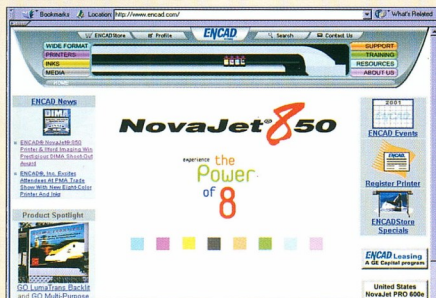 Bookmarks Location: http://www.encad.com/ What's Related
ENCADStore Profile ENCAD Search Contact Us
WIDE FORMAT
PRINTERS
INKS
MEDIA
HOME
SUPPORT
TRAINING
RESOURCES
ABOUT US
ENCAD News
DIMA
ENCAD® NovaJet®850
Printer & Word Imaging Win
Prestigious DIMA Shoot-Out
Award
ENCAD®, Inc. Excites
Attendees At PMA Trade
Show With New Eight-Color
Printer And Inks
Product Spotlight
GO LumaTrans Backlit
and GO Multi-Purpose
NovaJet® 850
experience the
Power
of 8
2001
ENCAD Events
ENCAD
Register Printer
ENCADStore
Specials
ENCAD Leasing
A GE Capital program
United States
NovaJet PRO 600e